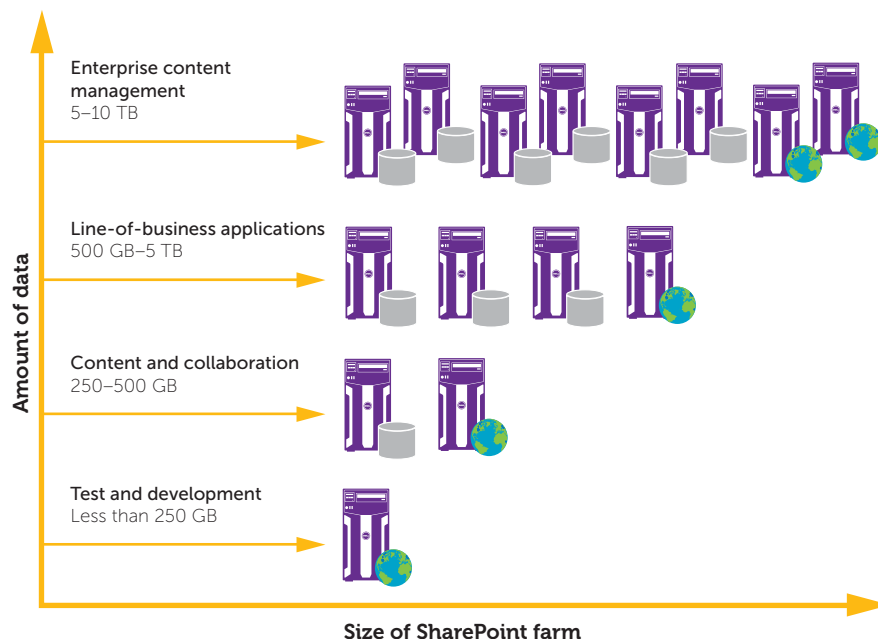 Enterprise content
management
5–10 TB
Line-of-business applications
500 GB–5 TB
Content and collaboration
250–500 GB
Test and development
Less than 250 GB
Amount of data
Size of SharePoint farm